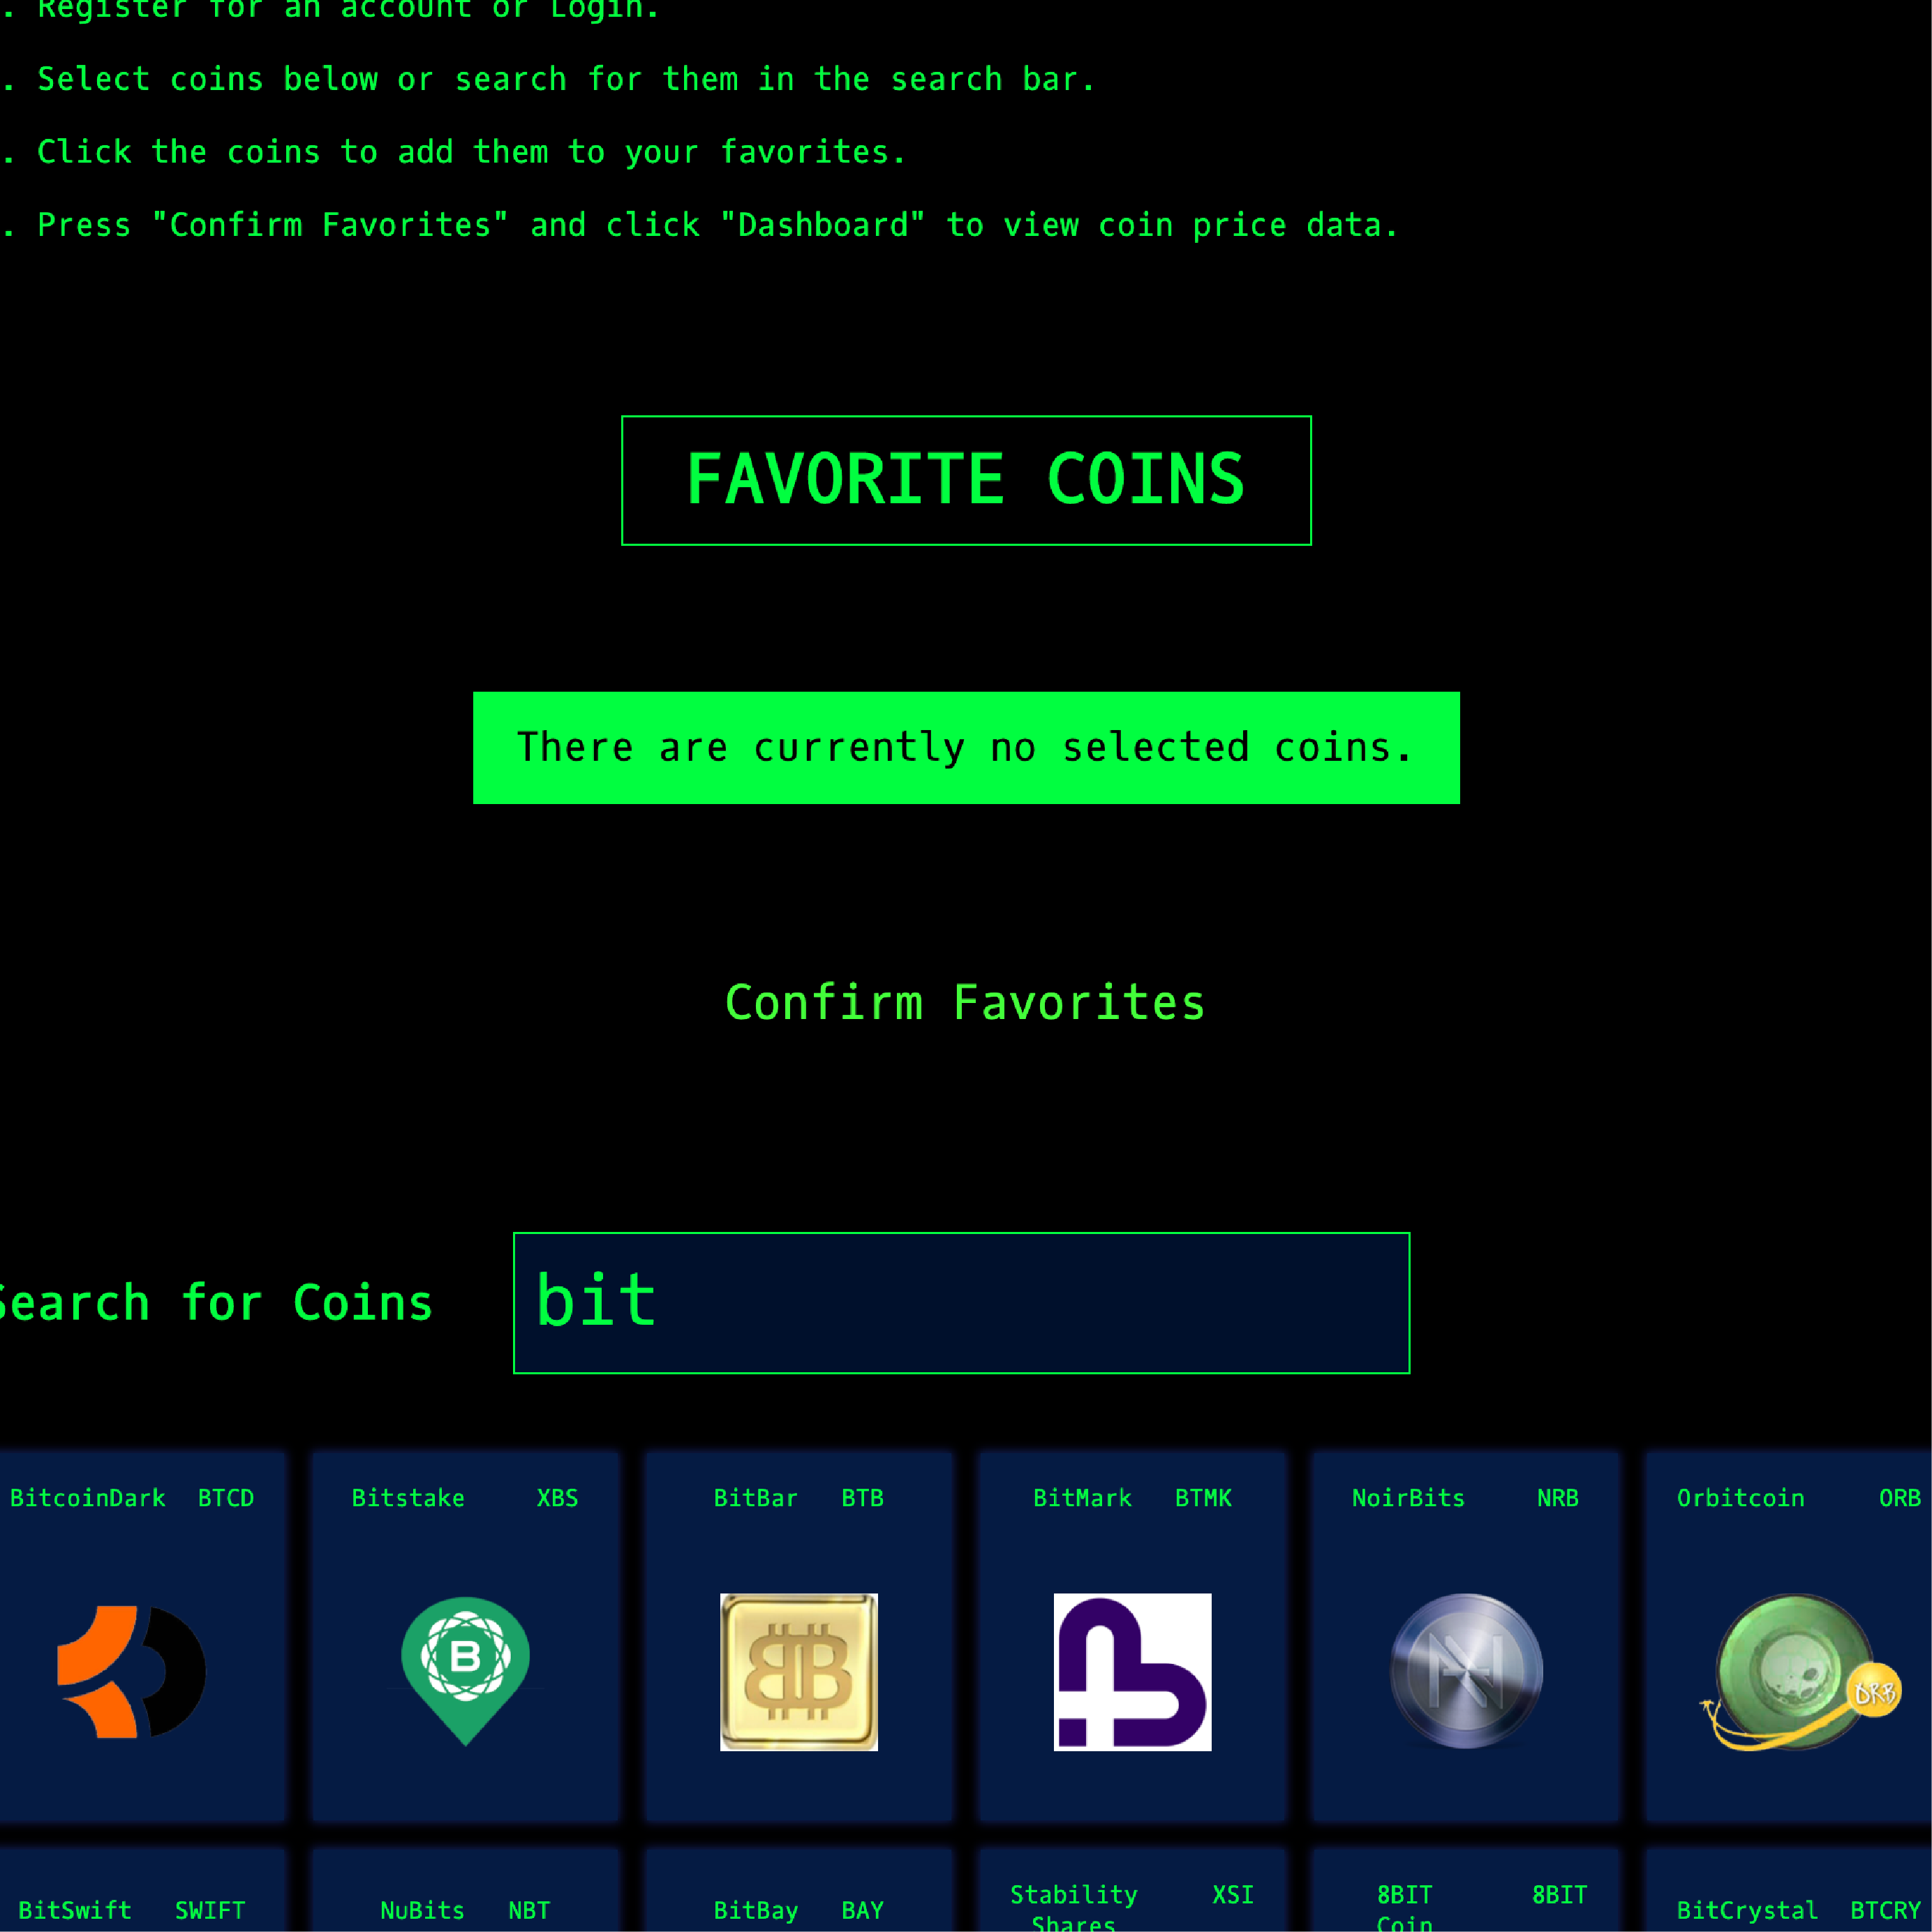 . Register for an account or Login.
. Select coins below or search for them in the search bar.
. Click the coins to add them to your favorites.
. Press "Confirm Favorites" and click "Dashboard" to view coin price data.
FAVORITE COINS
There are currently no selected coins.
Confirm Favorites
Search for Coins
bit
BitcoinDark BTCD
Bitstake XBS
BitBar BTB
BitMark BTMK
NoirBits NRB
Orbitcoin ORB
B
ORB
BitSwift SWIFT
NuBits NBT
BitBay BAY
Stability XSI
Shares
8BIT 8BIT
Coin
BitCrystal BTCRY